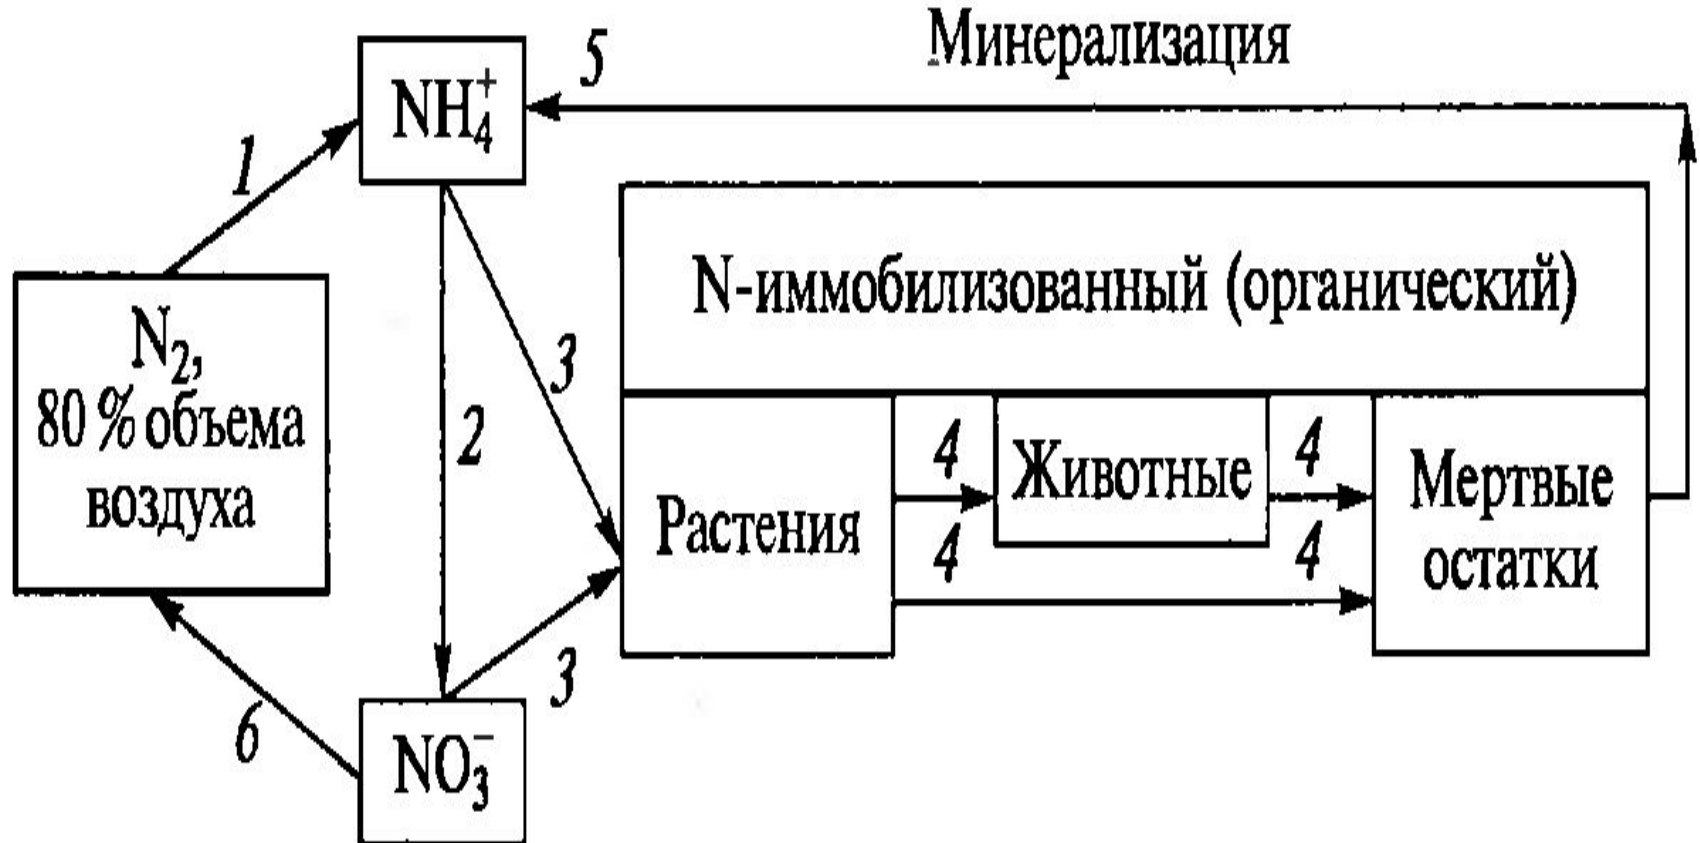 Минерализация
5
NH₄⁺
1
N-иммобилизованный (органический)
N₂,
80 % объема
воздуха
3
2
4
4
Животные
Мертвые
остатки
Растения
4
4
3
6
NO₃⁻